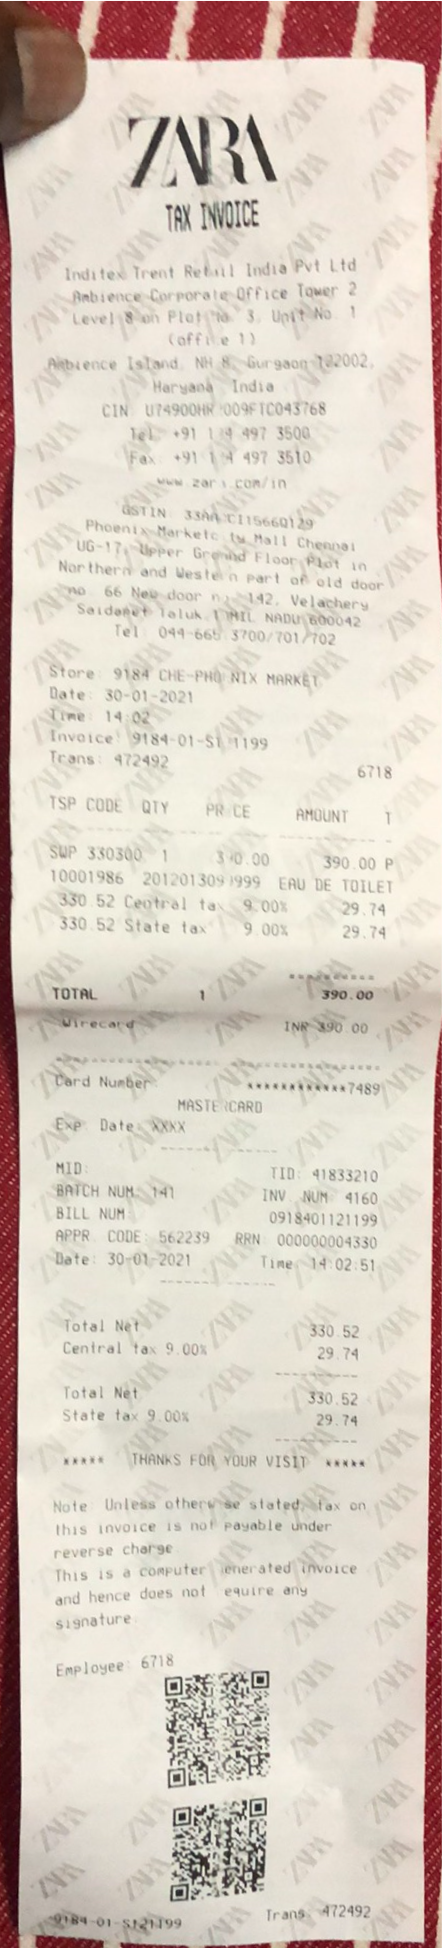 ZARA
TAX INVOICE
Inditex Trent Retail India Pvt Ltd
Ambience Corporate Office Tower 2
Level 8 on Plot No. 3, Unit No. 1
(office 1)
Ambience Island, NH-8, Gurgaon-122002,
Haryana, India
CIN
Tel: +91 1 4 497 3500
Fax: +91 1 4 497 3510
www.zara.com/in
GSTIN:
Phoenix Market City Mall Chennai
UG-17, Upper Ground Floor Plot in
Northern and Western part of old door
no. 66 New door no. 142, Velachery
Saidapet Taluk TAMIL NADU 600042
Tel: 044-665 3700/701/702
Store: 9184 CHE-PHO NIX MARKET
Date: 30-01-2021
Time: 14:02
Invoice: 9184-01-S1 1199
Trans: 472492
6718
TSP CODE QTY PRICE AMOUNT T
SWP 330300 1 390.00 390.00 P
10001986 EAU DE TOILET
330.52 Central tax 9.00% 29.74
330.52 State tax 9.00% 29.74
TOTAL 1 390.00
Wirecard INR 390.00
Card Number: ************7489
MASTERCARD
Exp. Date: XXXX
MID: TID: 41833210
BATCH NUM: 141 INV. NUM: 4160
BILL NUM: 0918401121199
APPR. CODE: 562239 RRN: 000000004330
Date: 30-01-2021 Time: 14:02:51
Total Net 330.52
Central tax 9.00% 29.74
Total Net 330.52
State tax 9.00% 29.74
***** THANKS FOR YOUR VISIT *****
Note: Unless otherwise stated, tax on
this invoice is not payable under
reverse charge.
This is a computer generated invoice
and hence does not require any
signature.
Employee: 6718
9184-01-S121199 Trans: 472492